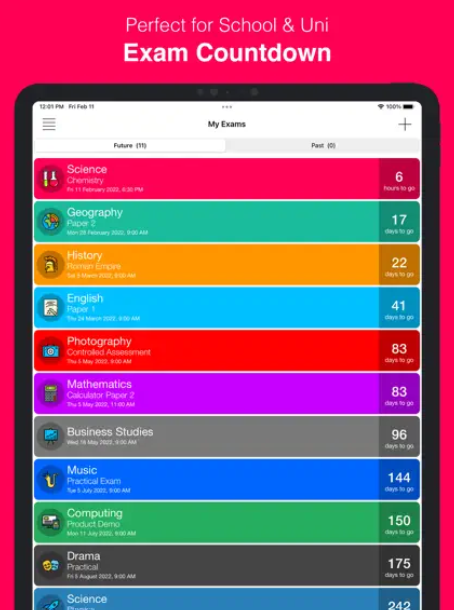 Perfect for School & Uni
Exam Countdown
12:01 PM Fri Feb 11
100%
My Exams
Future (11)
Past (0)
Science
Chemistry
Fri 11 February 2022, 6:30 PM
6
hours to go
Geography
Paper 2
Mon 28 February 2022, 9:00 AM
17
days to go
History
Roman Empire
Sat 5 March 2022, 9:00 AM
22
days to go
English
Paper 1
Thu 24 March 2022, 9:00 AM
41
days to go
Photography
Controlled Assessment
Thu 5 May 2022, 9:00 AM
83
days to go
Mathematics
Calculator Paper 2
Thu 5 May 2022, 11:00 AM
83
days to go
Business Studies
Wed 18 May 2022, 9:00 AM
96
days to go
Music
Practical Exam
Tue 5 July 2022, 9:00 AM
144
days to go
Computing
Product Demo
Mon 11 July 2022, 9:00 AM
150
days to go
Drama
Practical
Fri 5 August 2022, 9:00 AM
175
days to go
Science
242